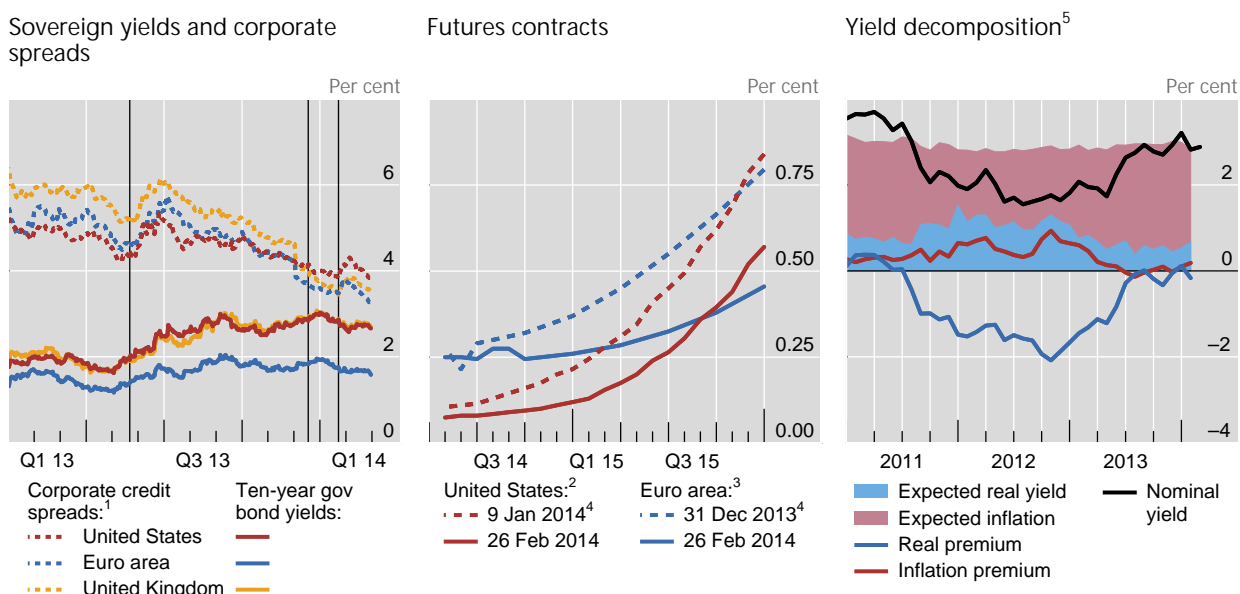 Sovereign yields and corporate
spreads
Per cent
6
4
2
0
Q1 13 Q3 13 Q1 14
Corporate credit
spreads:1
Ten-year gov
bond yields:
United States
Euro area
United Kingdom
Futures contracts
Per cent
0.75
0.50
0.25
0.00
Q3 14 Q1 15 Q3 15
United States:2
9 Jan 20144
26 Feb 2014
Euro area:3
31 Dec 20134
26 Feb 2014
Yield decomposition5
Per cent
2
0
–2
–4
2011 2012 2013
Expected real yield
Expected inflation
Real premium
Inflation premium
Nominal
yield